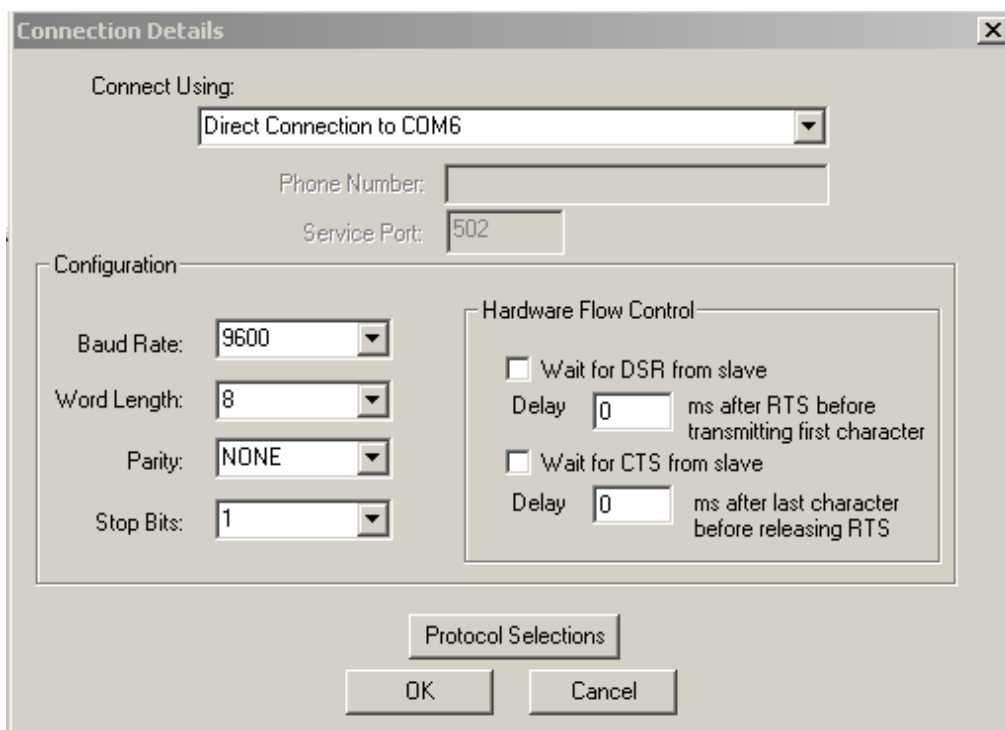 Connection Details
Connect Using:
Direct Connection to COM6
Phone Number:
Service Port: 502
Configuration
Baud Rate: 9600
Word Length: 8
Parity: NONE
Stop Bits: 1
Hardware Flow Control
Wait for DSR from slave
Delay 0 ms after RTS before
transmitting first character
Wait for CTS from slave
Delay 0 ms after last character
before releasing RTS
Protocol Selections
OK Cancel